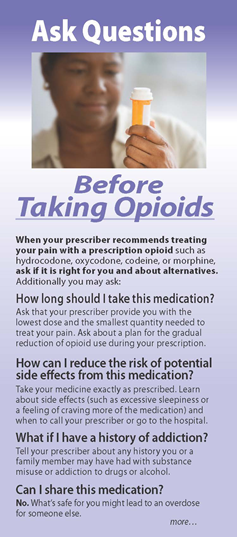 Ask Questions
Before
Taking Opioids
When your prescriber recommends treating
your pain with a prescription opioid such as
hydrocodone, oxycodone, codeine, or morphine,
ask if it is right for you and about alternatives.
Additionally you may ask:
How long should I take this medication?
Ask that your prescriber provide you with the
lowest dose and the smallest quantity needed to
treat your pain. Ask about a plan for the gradual
reduction of opioid use during your prescription.
How can I reduce the risk of potential
side effects from this medication?
Take your medicine exactly as prescribed. Learn
about side effects (such as excessive sleepiness or
a feeling of craving more of the medication) and
when to call your prescriber or go to the hospital.
What if I have a history of addiction?
Tell your prescriber about any history you or a
family member may have had with substance
misuse or addiction to drugs or alcohol.
Can I share this medication?
No. What's safe for you might lead to an overdose
for someone else.
more…